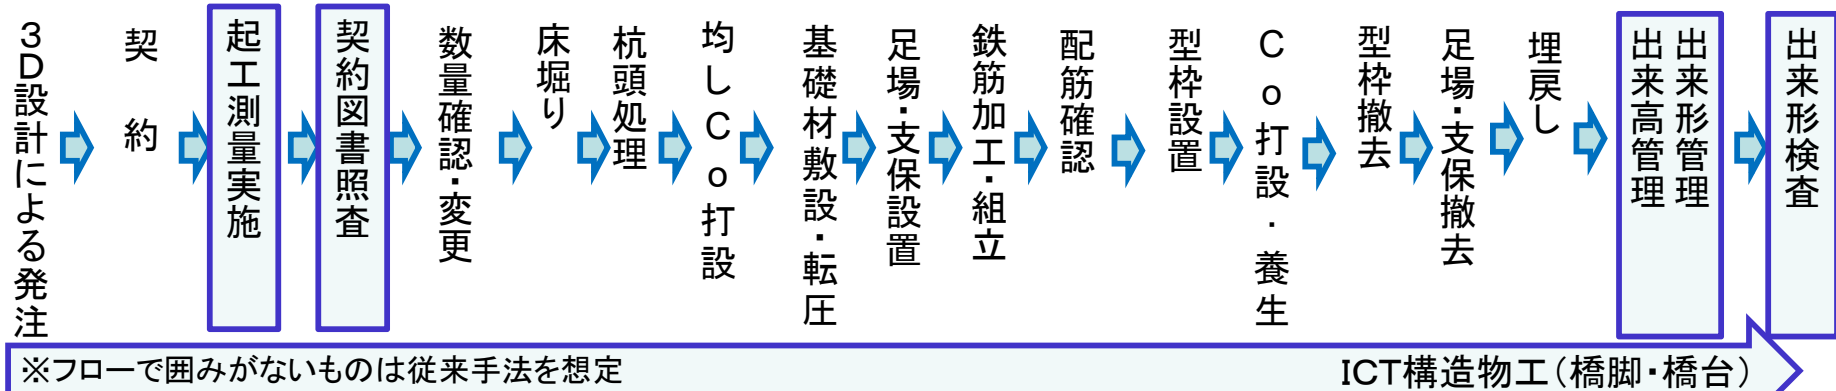 3D設計による発注
契約
起工測量実施
契約図書照査
数量確認・変更
床堀り
杭頭処理
均しCo打設
基礎材敷設・転圧
足場・支保設置
鉄筋加工・組立
配筋確認
型枠設置
Co打設・養生
型枠撤去
足場・支保撤去
埋戻し
出来形管理
出来高管理
出来形検査
※フローで囲みがないものは従来手法を想定
ICT構造物工(橋脚・橋台)